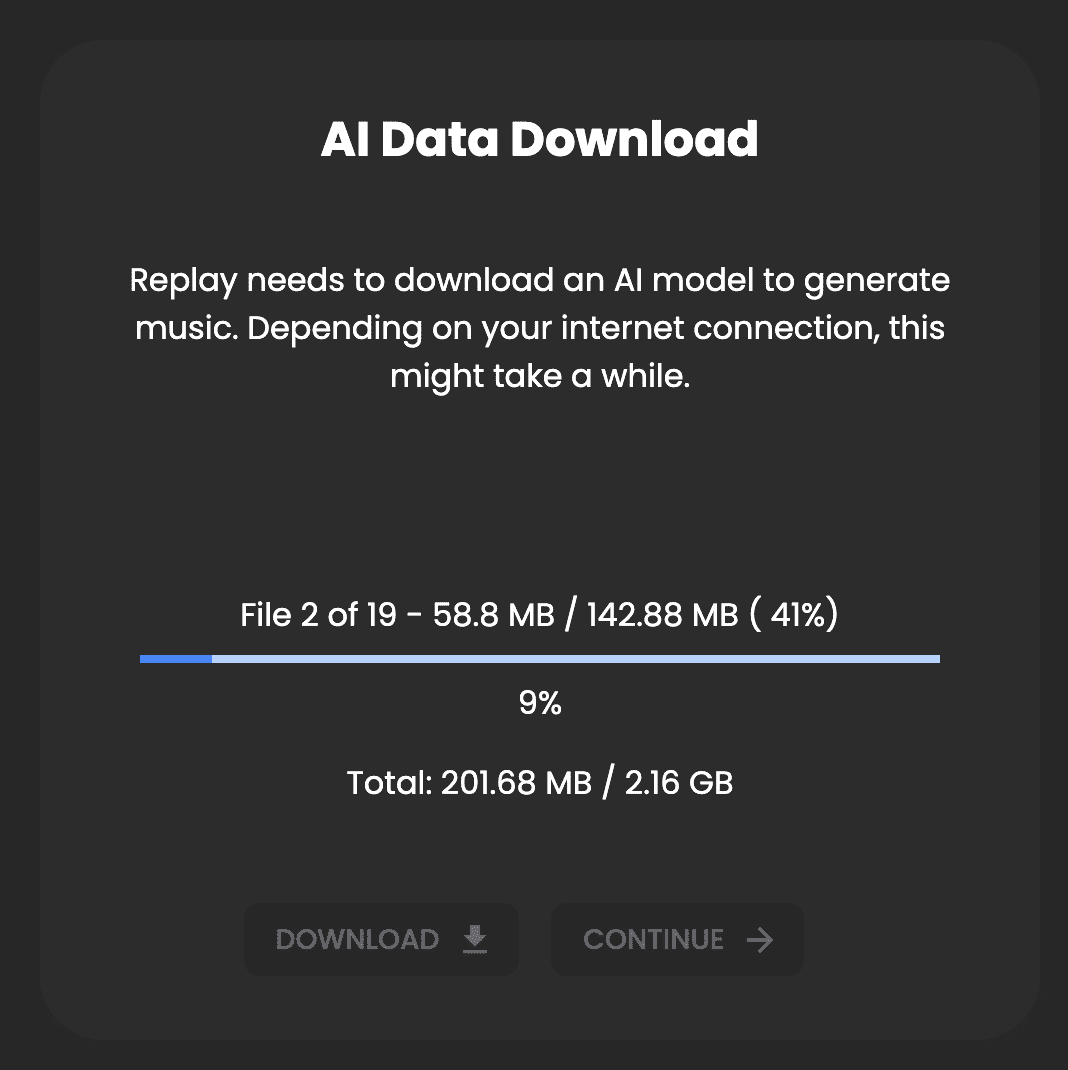 AI Data Download
Replay needs to download an AI model to generate
music. Depending on your internet connection, this
might take a while.
File 2 of 19 - 58.8 MB / 142.88 MB ( 41%)
9%
Total: 201.68 MB / 2.16 GB
DOWNLOAD
CONTINUE